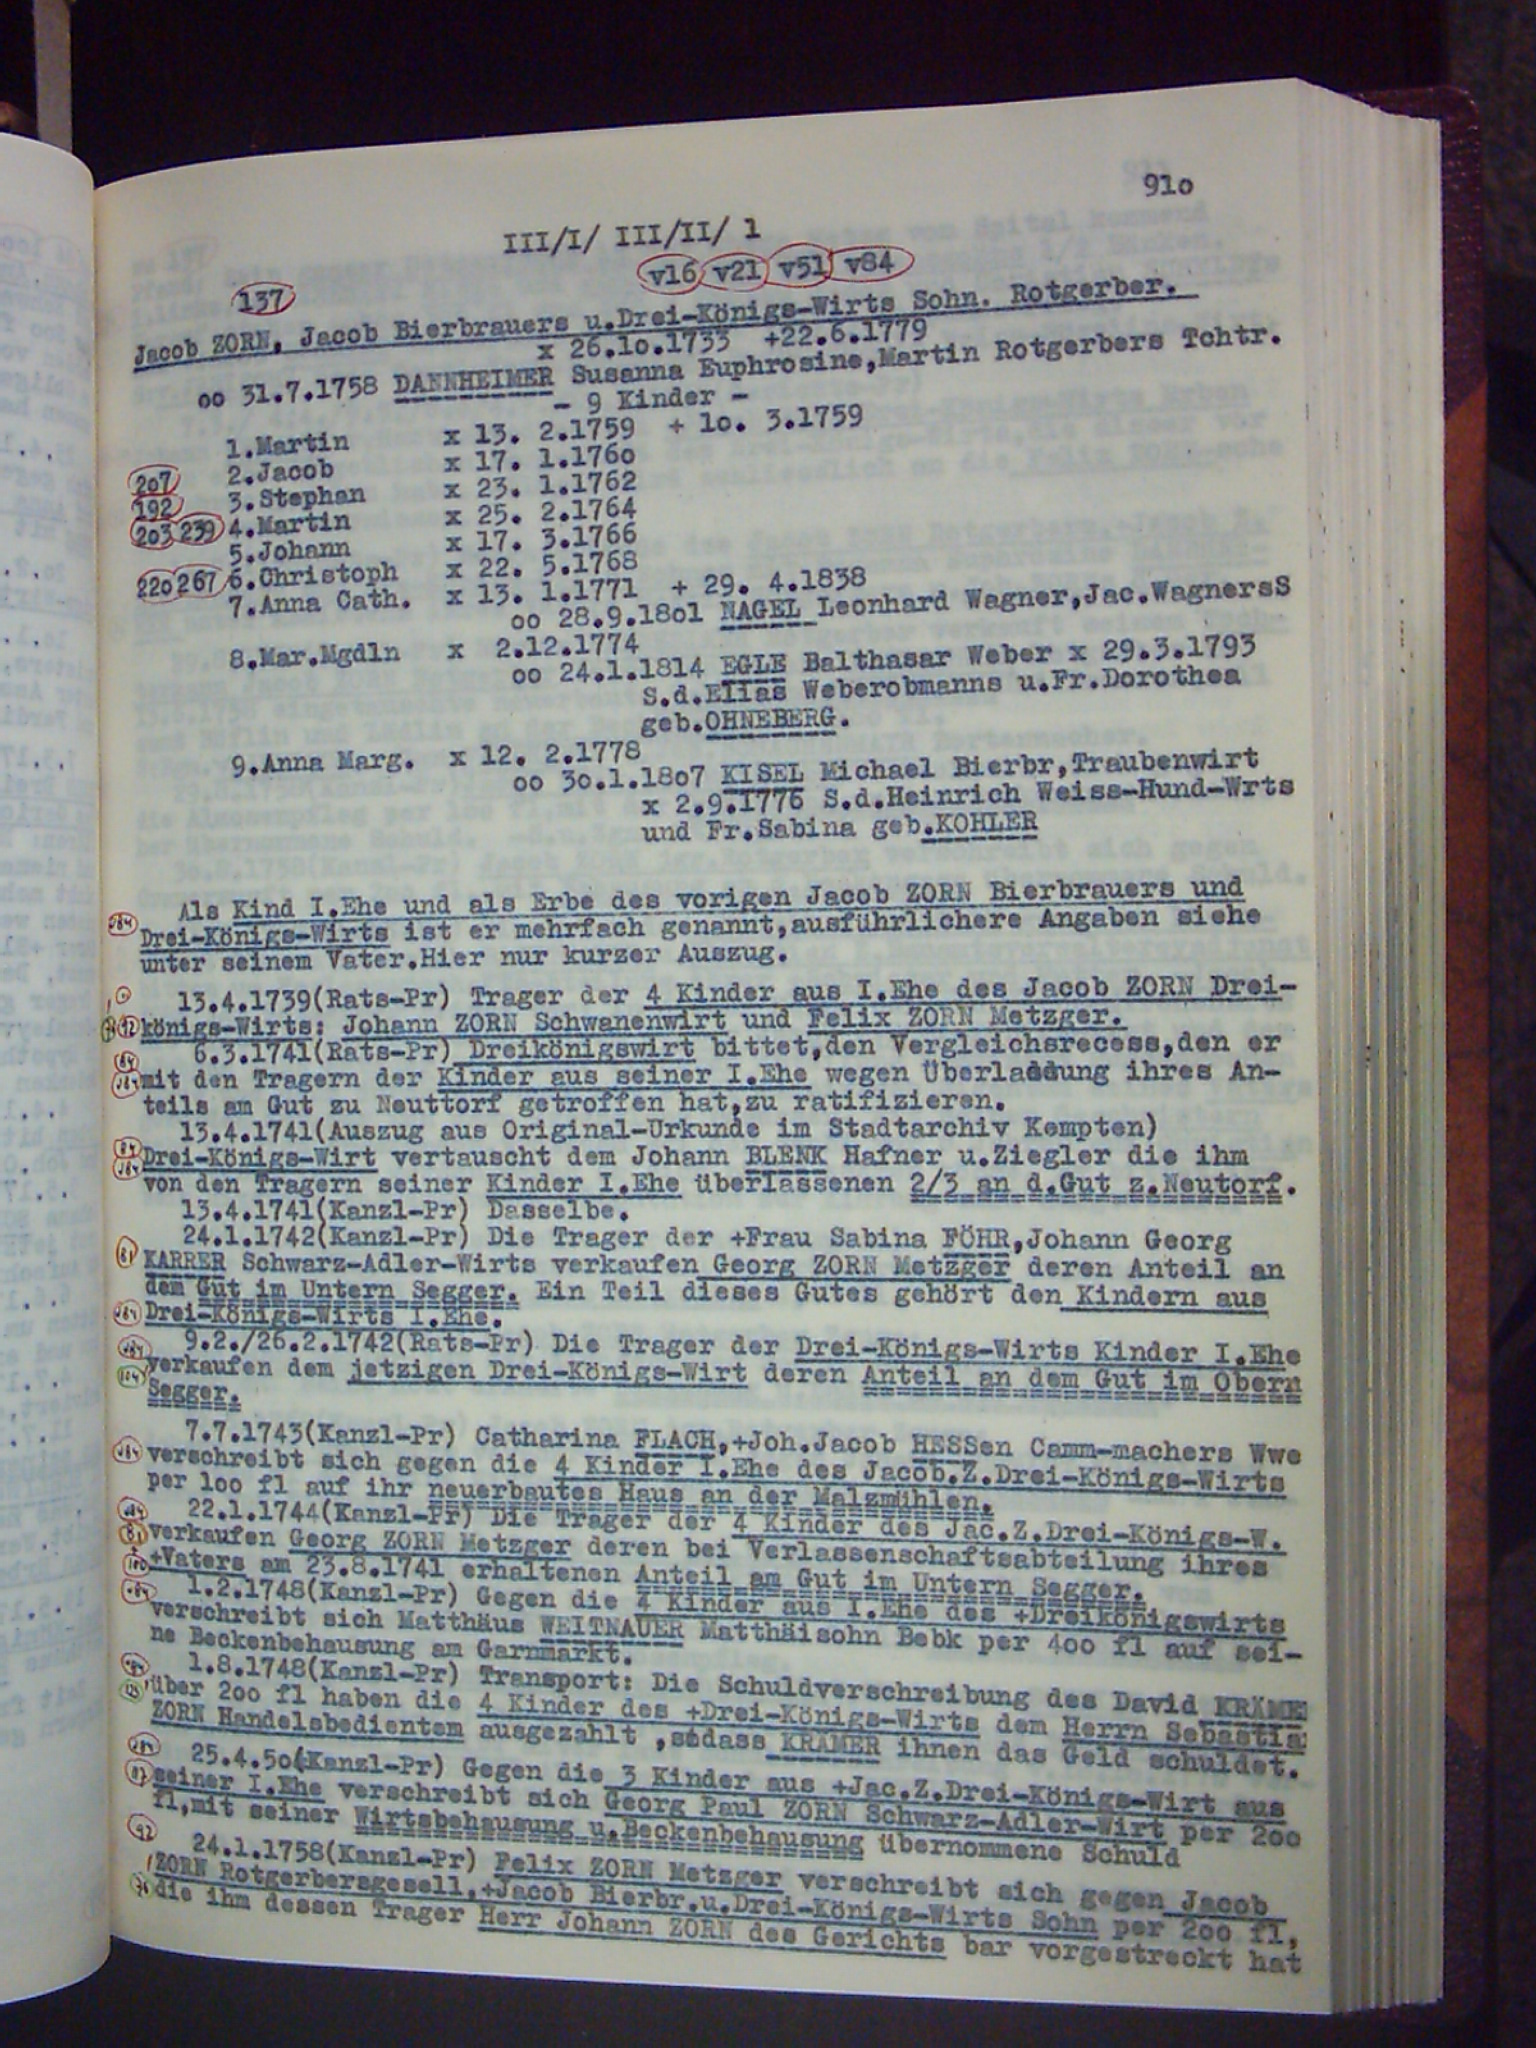 910
III/I/ III/II/ 1
v16 v21 v51 v84
137
Jacob ZORN, Jacob Bierbrauers u.Drei-Königs-Wirts Sohn. Rotgerber.
x 26.10.1733 +22.6.1779
oo 31.7.1758 DANNHEIMER Susanna Euphrosine,Martin Rotgerbers Tchtr.
- 9 Kinder -
1.Martin x 13. 2.1759 + 10. 3.1759
207 2.Jacob x 17. 1.1760
192 3.Stephan x 23. 1.1762
203 239 4.Martin x 25. 2.1764
5.Johann x 17. 3.1766
220 267 6.Christoph x 22. 5.1768
7.Anna Cath. x 13. 1.1771 + 29. 4.1838
oo 28.9.1801 NAGEL Leonhard Wagner,Jac.WagnersS
8.Mar.Mgdln x 2.12.1774
oo 24.1.1814 EGLE Balthasar Weber x 29.3.1793
S.d.Elias Weberobmanns u.Fr.Dorothea
geb.OHNEBERG.
9.Anna Marg. x 12. 2.1778
oo 30.1.1807 KISEL Michael Bierbr,Traubenwirt
x 2.9.1776 S.d.Heinrich Weiss-Hund-Wrts
und Fr.Sabina geb.KOHLER
Als Kind I.Ehe und als Erbe des vorigen Jacob ZORN Bierbrauers und
Drei-Königs-Wirts ist er mehrfach genannt,ausführlichere Angaben siehe
unter seinem Vater.Hier nur kurzer Auszug.
13.4.1739(Rats-Pr) Trager der 4 Kinder aus I.Ehe des Jacob ZORN Drei-
92 königs-Wirts: Johann ZORN Schwanenwirt und Felix ZORN Metzger.
84 6.3.1741(Rats-Pr) Dreikönigswirt bittet,den Vergleichsrecess,den er
mit den Tragern der Kinder aus seiner I.Ehe wegen Überlassung ihres An-
teils am Gut zu Neuttorf getroffen hat,zu ratifizieren.
13.4.1741(Auszug aus Original-Urkunde im Stadtarchiv Kempten)
84 Drei-Königs-Wirt vertauscht dem Johann BLENK Hafner u.Ziegler die ihm
von den Tragern seiner Kinder I.Ehe überlassenen 2/3 an d.Gut z.Neutorf.
13.4.1741(Kanzl-Pr) Dasselbe.
24.1.1742(Kanzl-Pr) Die Trager der +Frau Sabina FÖHR,Johann Georg
81 KARRER Schwarz-Adler-Wirts verkaufen Georg ZORN Metzger deren Anteil an
dem Gut im Untern Segger. Ein Teil dieses Gutes gehört den Kindern aus
Drei-Königs-Wirts I.Ehe.
9.2./26.2.1742(Rats-Pr) Die Trager der Drei-Königs-Wirts Kinder I.Ehe
104 verkaufen dem jetzigen Drei-Königs-Wirt deren Anteil an dem Gut im Obern
Segger.
7.7.1743(Kanzl-Pr) Catharina FLACH,+Joh.Jacob HESSen Camm-machers Wwe
verschreibt sich gegen die 4 Kinder I.Ehe des Jacob.Z.Drei-Königs-Wirts
per 100 fl auf ihr neuerbautes Haus an der Malzmühlen.
22.1.1744(Kanzl-Pr) Die Trager der 4 Kinder des Jac.Z.Drei-Königs-W.
81 verkaufen Georg ZORN Metzger deren bei Verlassenschaftsabteilung ihres
+Vaters am 23.8.1741 erhaltenen Anteil am Gut im Untern Segger.
1.2.1748(Kanzl-Pr) Gegen die 4 Kinder aus I.Ehe des +Dreikönigswirts
verschreibt sich Matthäus WEITNAUER Matthäisohn Bebk per 400 fl auf sei-
ne Beckenbehausung am Garnmarkt.
1.8.1748(Kanzl-Pr) Transport: Die Schuldverschreibung des David KRÄME
über 200 fl haben die 4 Kinder des +Drei-Königs-Wirts dem Herrn Sebastia
ZORN Handelsbedientem ausgezahlt ,sodass KRÄMER ihnen das Geld schuldet.
25.4.50(Kanzl-Pr) Gegen die 3 Kinder aus +Jac.Z.Drei-Königs-Wirt aus
87 seiner I.Ehe verschreibt sich Georg Paul ZORN Schwarz-Adler-Wirt per 200
fl,mit seiner Wirtsbehausung u.Beckenbehausung übernommene Schuld
92 24.1.1758(Kanzl-Pr) Felix ZORN Metzger verschreibt sich gegen Jacob
ZORN Rotgerbersgesell,+Jacob Bierbr.u.Drei-Königs-Wirts Sohn per 200 fl,
die ihm dessen Trager Herr Johann ZORN des Gerichts bar vorgestreckt hat